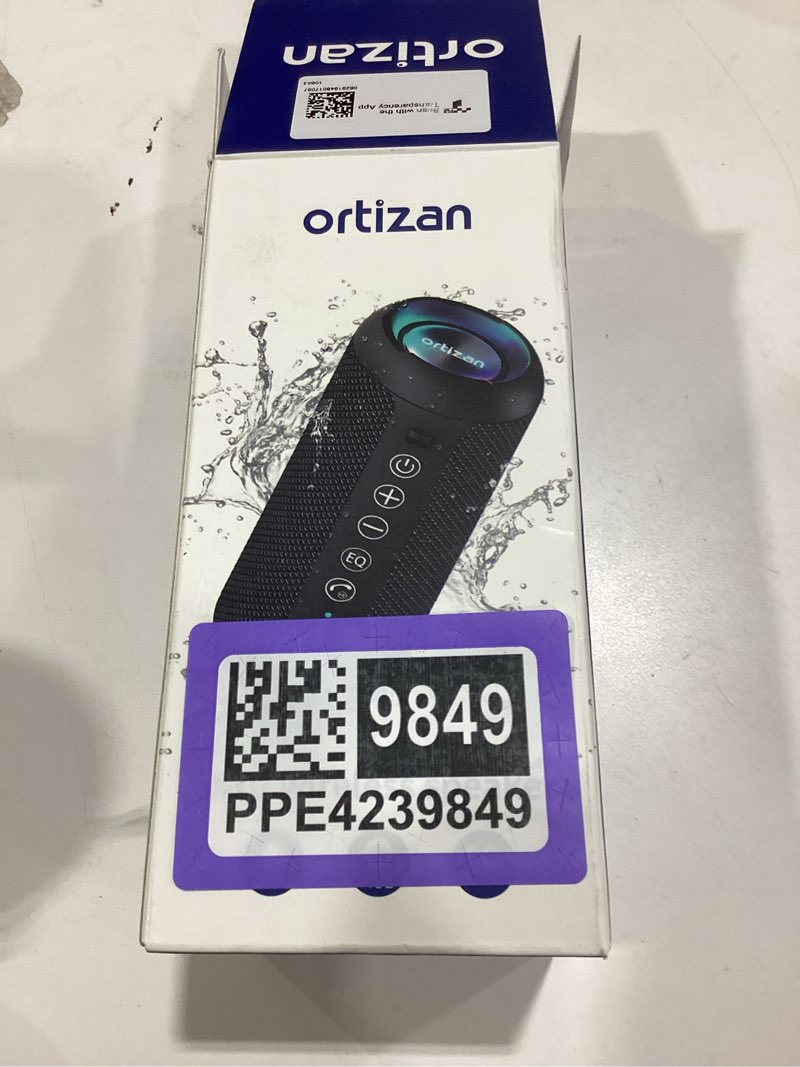 ortizan
Scan with the
Transparency App
ortizan
ortizan
EQ
9849
PPE4239849